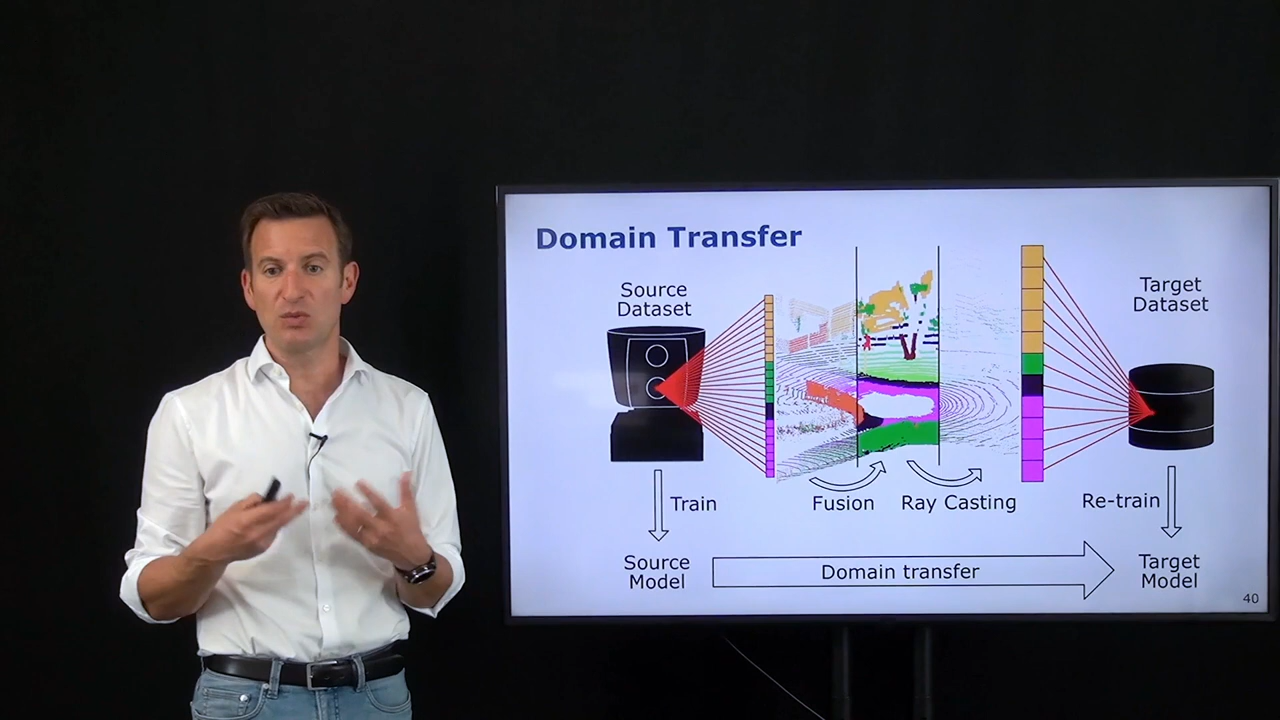 Domain Transfer
Source
Dataset
Target
Dataset
Train
Fusion
Ray Casting
Re-train
Source
Model
Domain transfer
Target
Model
40